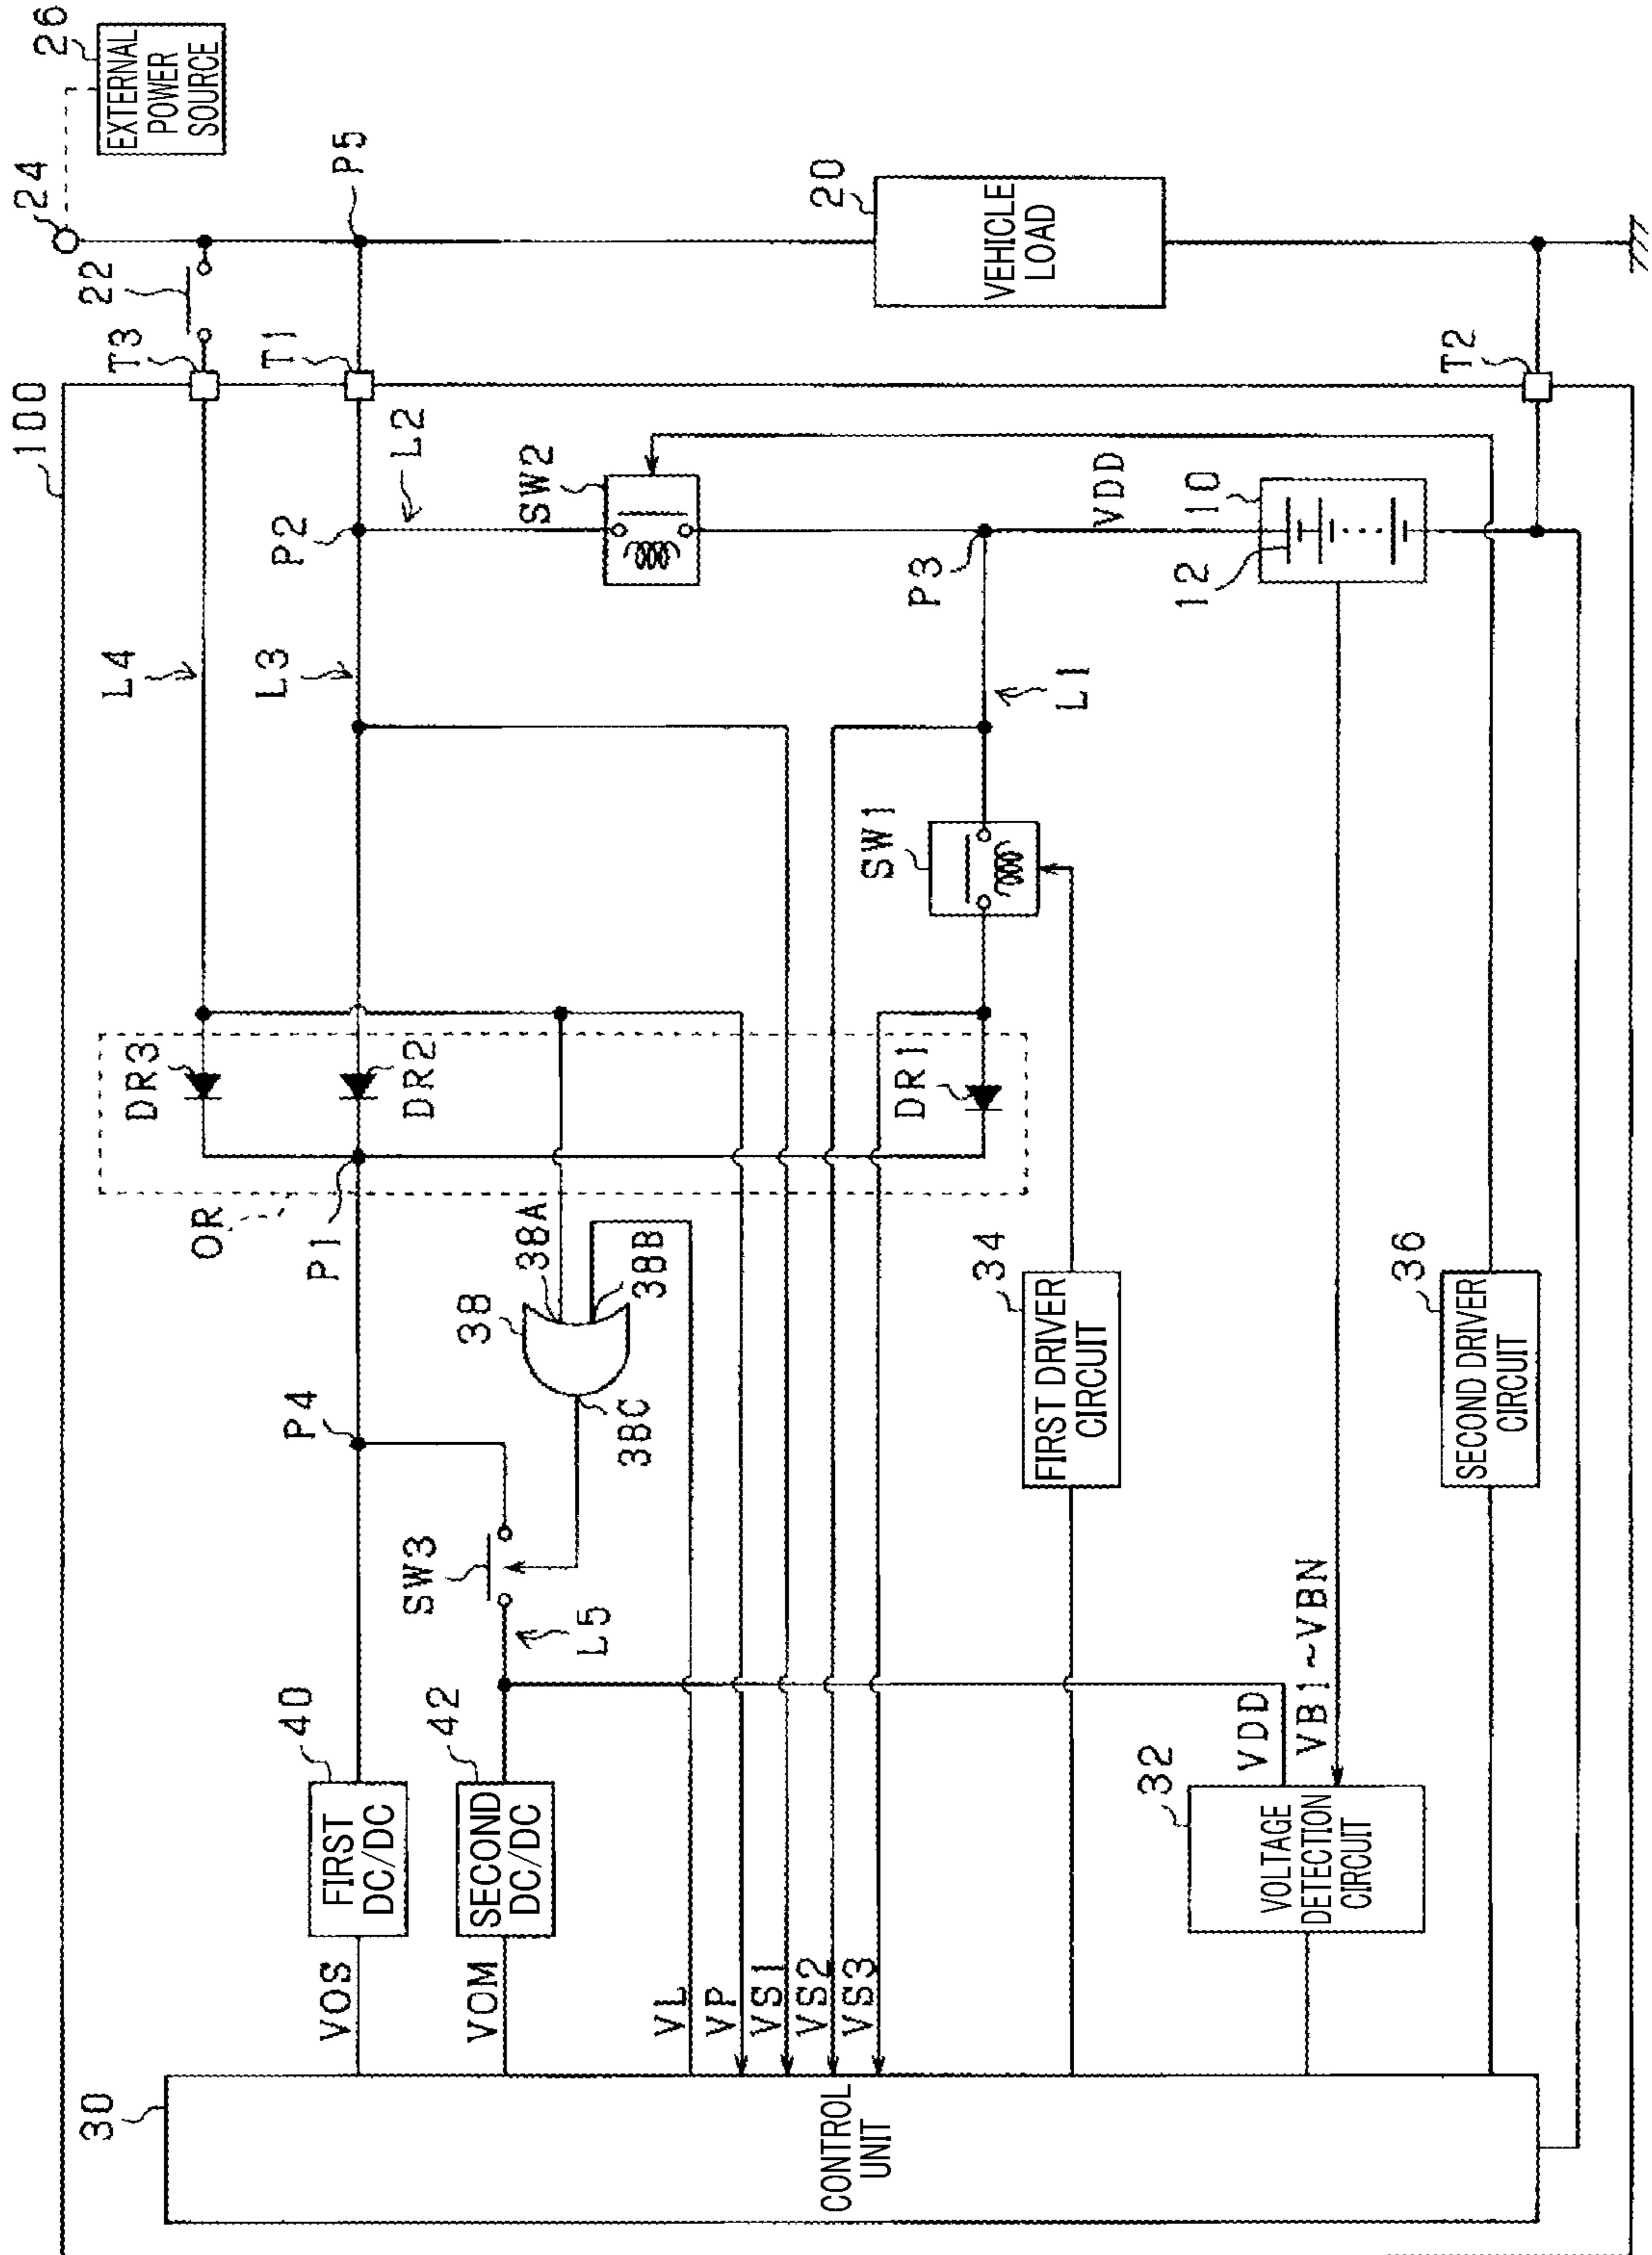 100
24
26
EXTERNAL
POWER
SOURCE
30
22
L4
T3
DR3
OR
P1
P4
P2
L3
T1
P5
40
FIRST
DC/DC
VOS
DR2
L2
SW3
42
SECOND
DC/DC
VOM
38
38A
38B
38C
L5
SW2
VL
VP
VS1
VS2
VS3
CONTROL
UNIT
SW1
DR1
P3
20
VEHICLE
LOAD
34
FIRST DRIVER
CIRCUIT
L1
VDD
32
VOLTAGE
DETECTION
CIRCUIT
VDD
VB1~VBN
12
10
36
SECOND DRIVER
CIRCUIT
T2